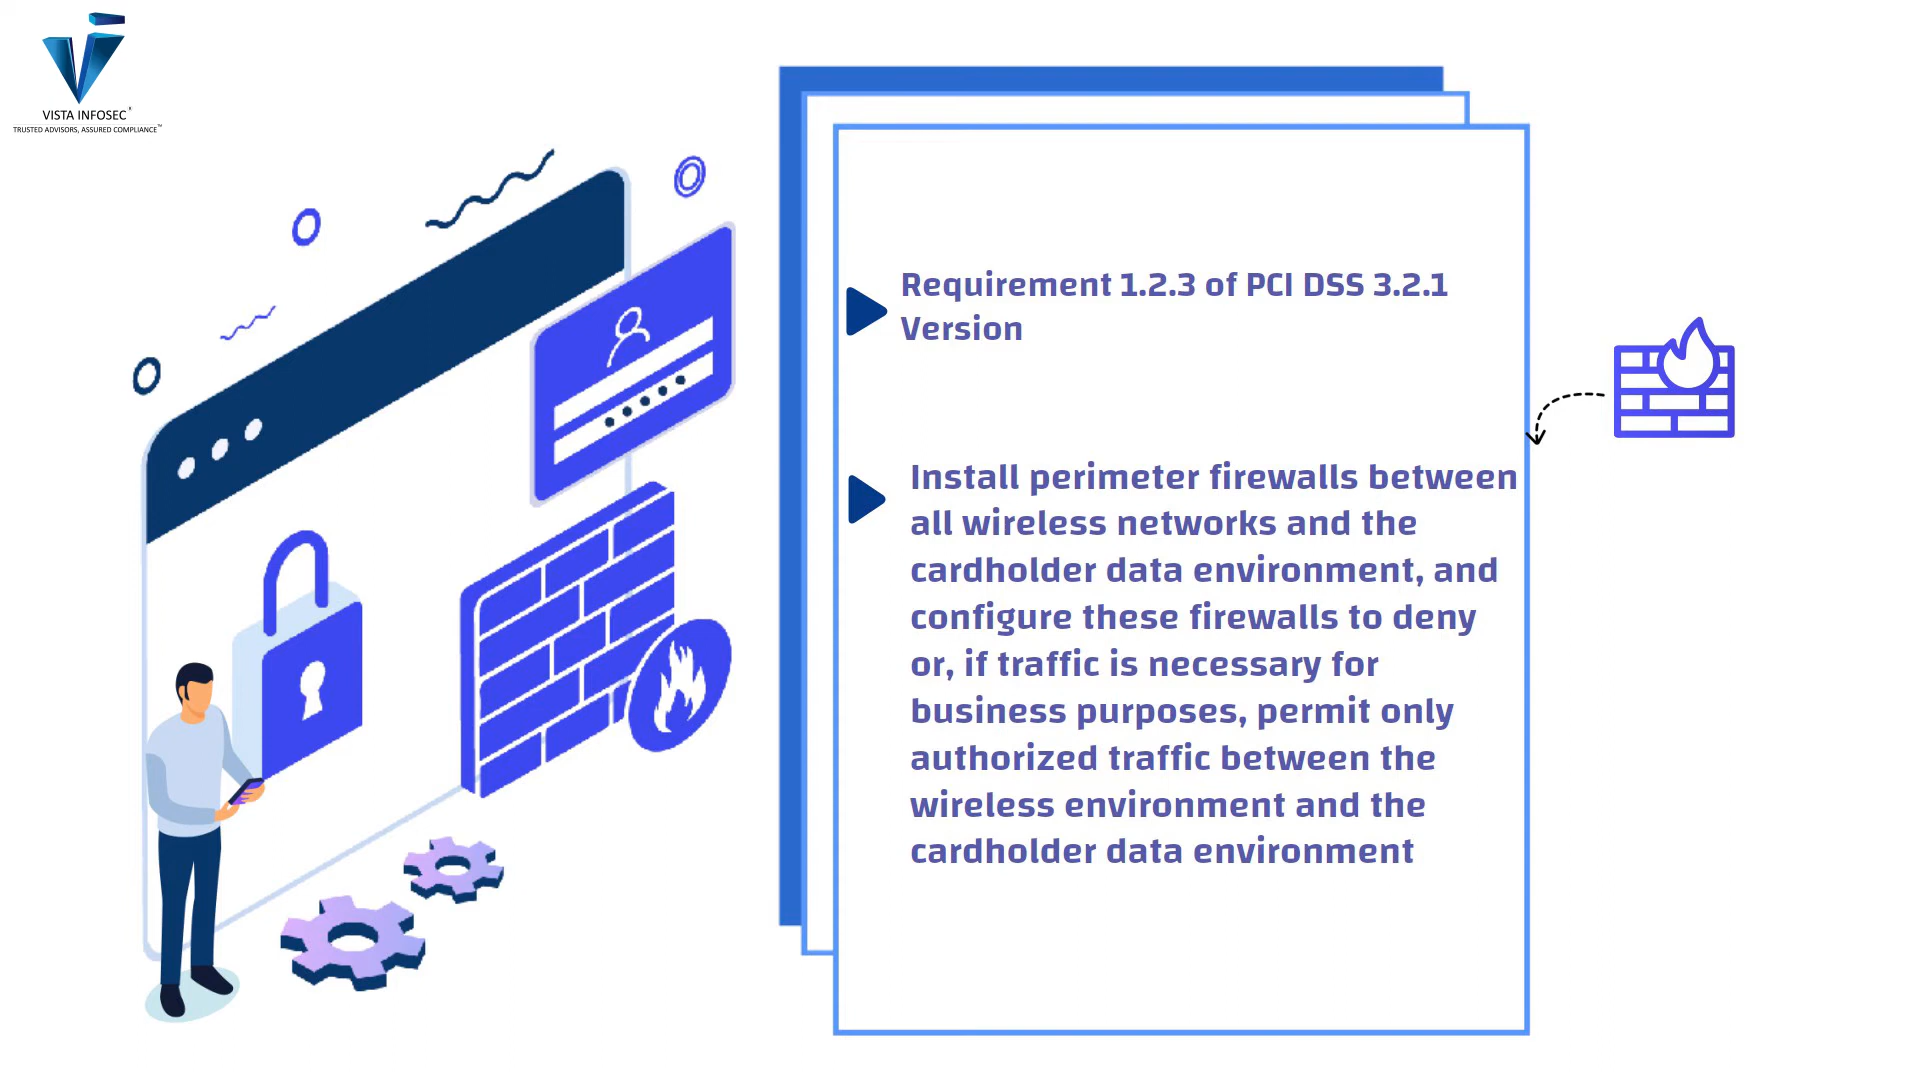 VISTA INFOSEC®
TRUSTED ADVISORS, ASSURED COMPLIANCE™
Requirement 1.2.3 of PCI DSS 3.2.1
Version
Install perimeter firewalls between
all wireless networks and the
cardholder data environment, and
configure these firewalls to deny
or, if traffic is necessary for
business purposes, permit only
authorized traffic between the
wireless environment and the
cardholder data environment